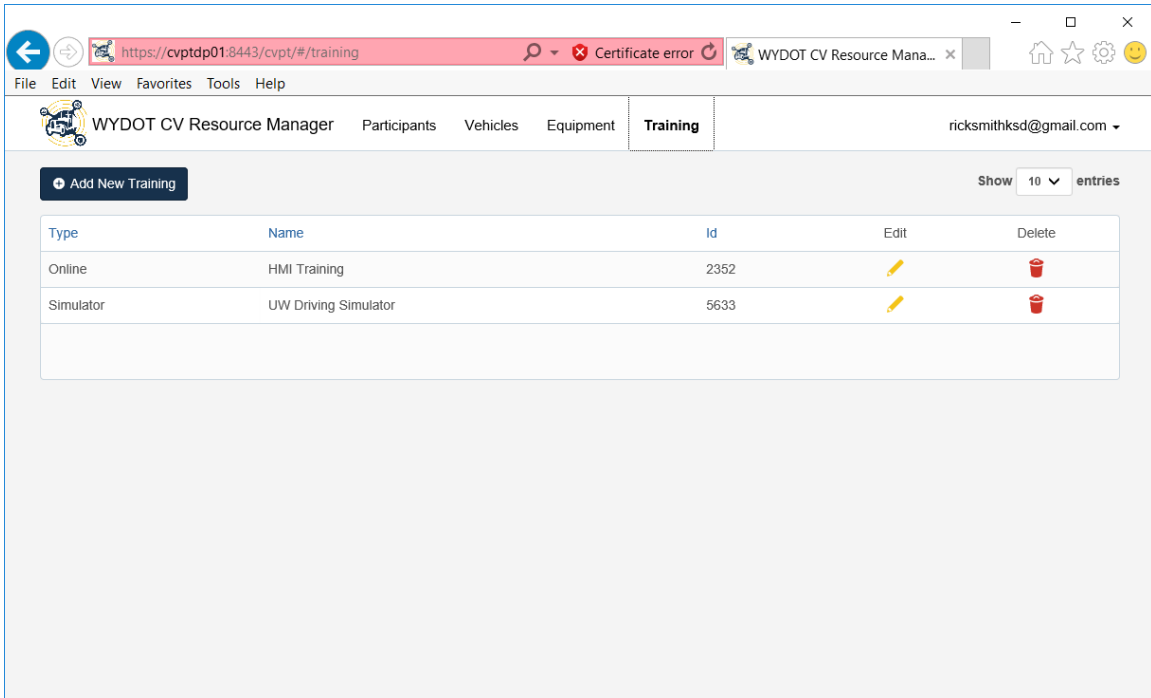 https://cvptdp01:8443/cvpt/#/training Certificate error WYDOT CV Resource Mana...
File Edit View Favorites Tools Help
WYDOT CV Resource Manager Participants Vehicles Equipment Training ricksmithksd@gmail.com
Add New Training Show 10 entries
Type Name Id Edit Delete
Online HMI Training 2352
Simulator UW Driving Simulator 5633